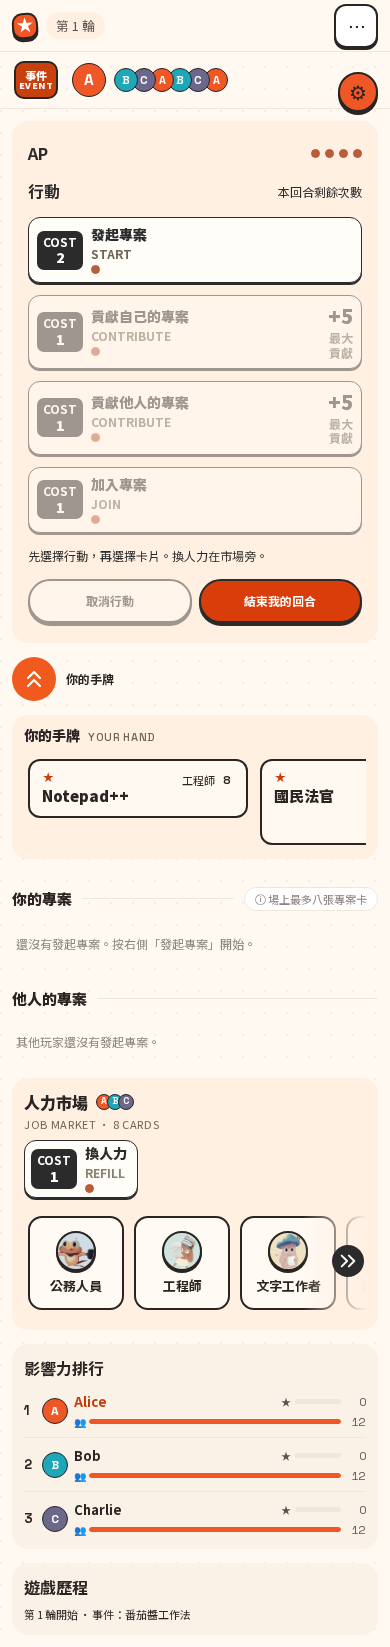 第 1 輪
…
事件
EVENT
A
B C A B C A
AP
行動
本回合剩餘次數
COST
2
發起專案
START
COST
1
貢獻自己的專案
CONTRIBUTE
+5
最大
貢獻
COST
1
貢獻他人的專案
CONTRIBUTE
+5
最大
貢獻
COST
1
加入專案
JOIN
先選擇行動，再選擇卡片。換人力在市場旁。
取消行動
結束我的回合
你的手牌
你的手牌 YOUR HAND
★
Notepad++
工程師 8
★
國民法官
你的專案
ⓘ 場上最多八張專案卡
還沒有發起專案。按右側「發起專案」開始。
他人的專案
其他玩家還沒有發起專案。
人力市場 A B C
JOB MARKET · 8 CARDS
COST
1
換人力
REFILL
公務人員
工程師
文字工作者
影響力排行
1 A Alice ★ 0
12
2 B Bob ★ 0
12
3 C Charlie ★ 0
12
遊戲歷程
第 1 輪開始 · 事件：番茄醬工作法